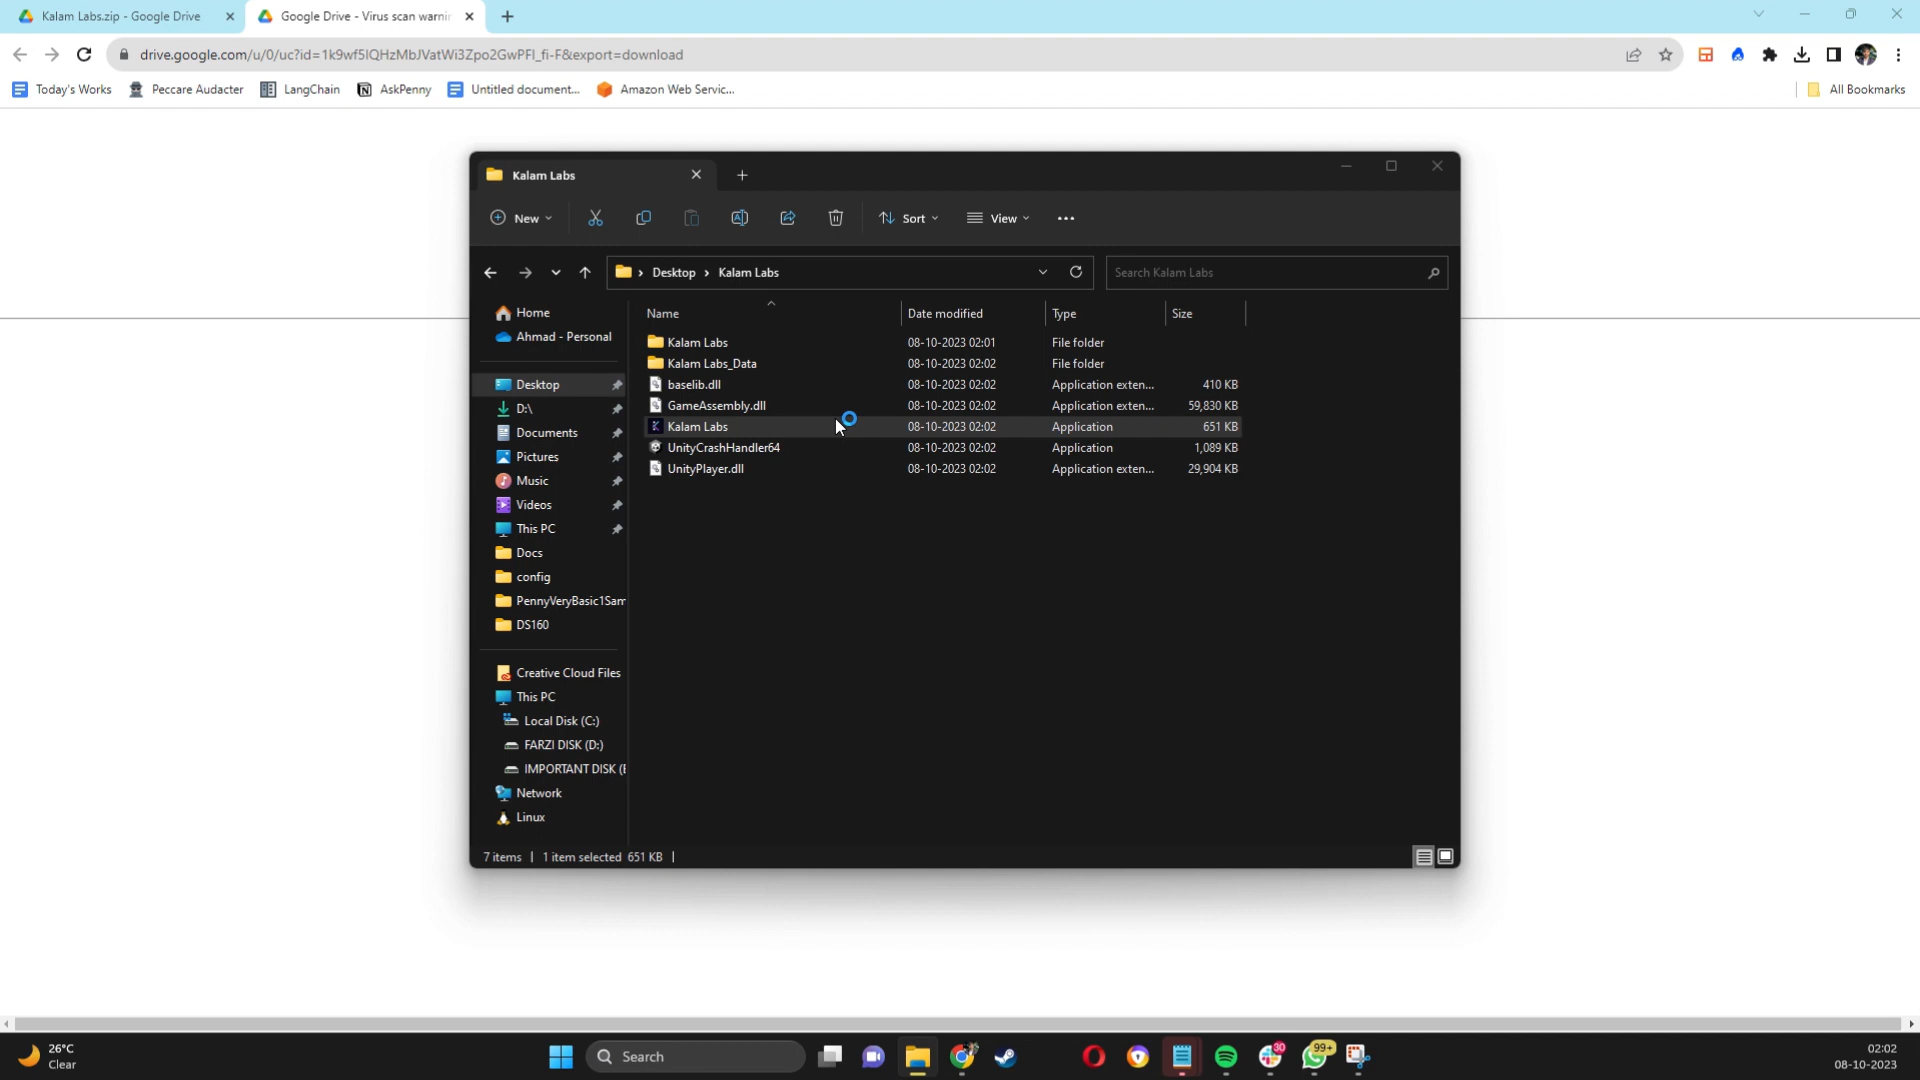 Kalam Labs.zip - Google Drive
Google Drive - Virus scan warni
drive.google.com/u/0/uc?id=1k9wf5lQHzMbJVatWi3Zpo2GwPFl_fi-F&export=download
Today's Works Peccare Audacter LangChain AskPenny Untitled document... Amazon Web Servic... All Bookmarks
Kalam Labs
New Sort View
Desktop Kalam Labs Search Kalam Labs
Name Date modified Type Size
Home
Ahmad - Personal
Desktop
D:\
Documents
Pictures
Music
Videos
This PC
Docs
config
PennyVeryBasic1Sam
DS160
Creative Cloud Files
This PC
Local Disk (C:)
FARZI DISK (D:)
IMPORTANT DISK (E
Network
Linux
Kalam Labs 08-10-2023 02:01 File folder
Kalam Labs_Data 08-10-2023 02:02 File folder
baselib.dll 08-10-2023 02:02 Application exten... 410 KB
GameAssembly.dll 08-10-2023 02:02 Application exten... 59,830 KB
Kalam Labs 08-10-2023 02:02 Application 651 KB
UnityCrashHandler64 08-10-2023 02:02 Application 1,089 KB
UnityPlayer.dll 08-10-2023 02:02 Application exten... 29,904 KB
7 items 1 item selected 651 KB
26°C
Clear
Search
30
99+
02:02
08-10-2023